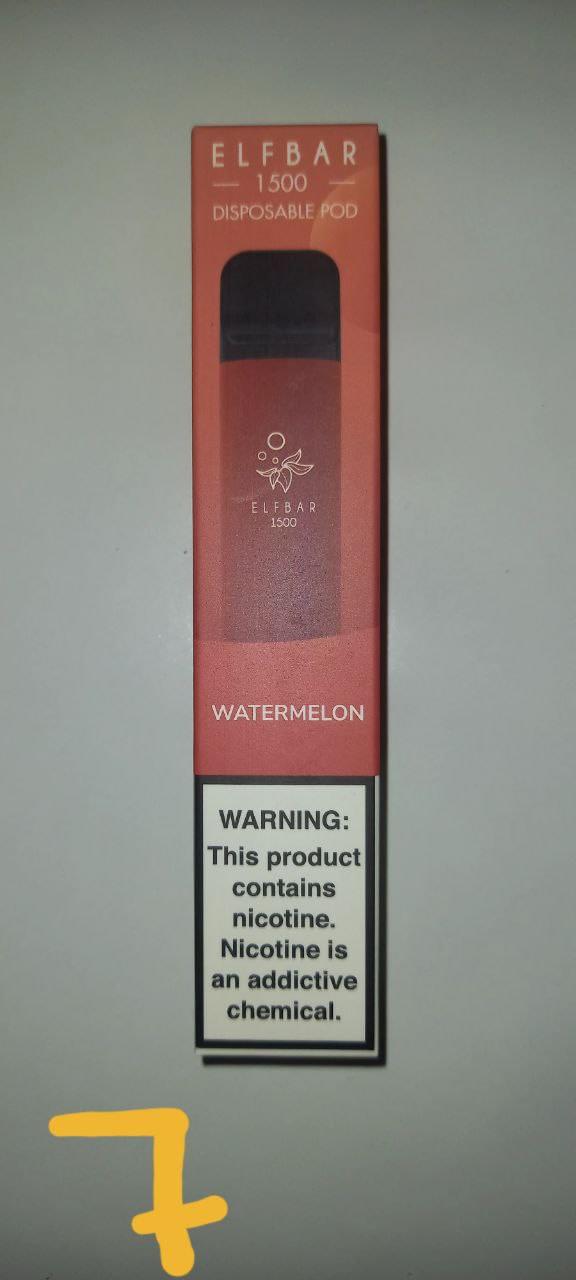 ELFBAR
1500
DISPOSABLE POD
ELFBAR
1500
WATERMELON
WARNING:
This product
contains
nicotine.
Nicotine is
an addictive
chemical.
7